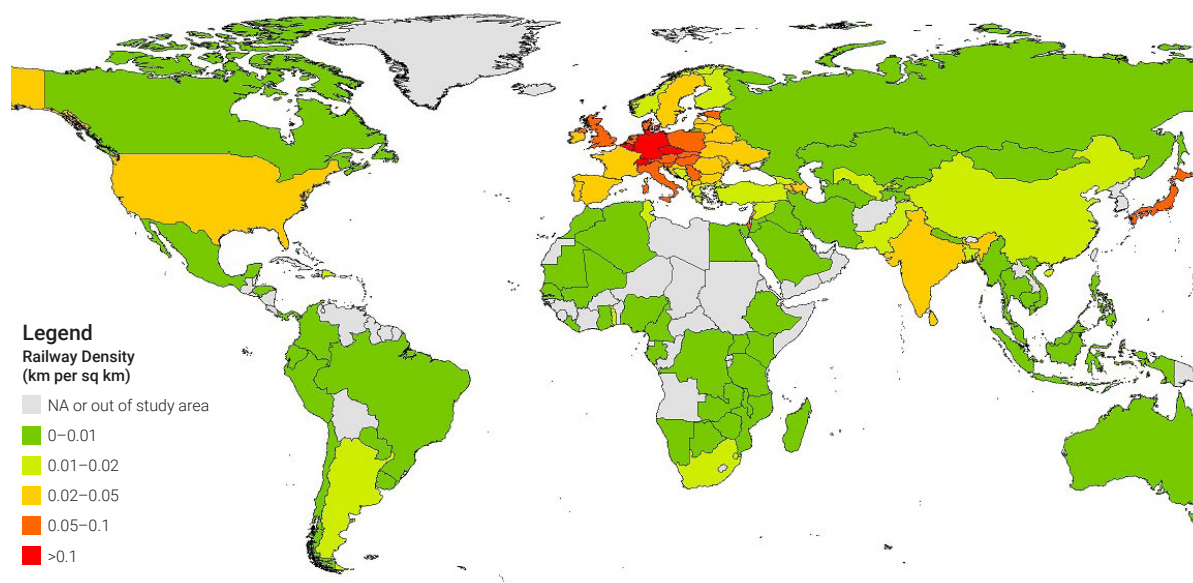 Legend
Railway Density
(km per sq km)
NA or out of study area
0–0.01
0.01–0.02
0.02–0.05
0.05–0.1
>0.1